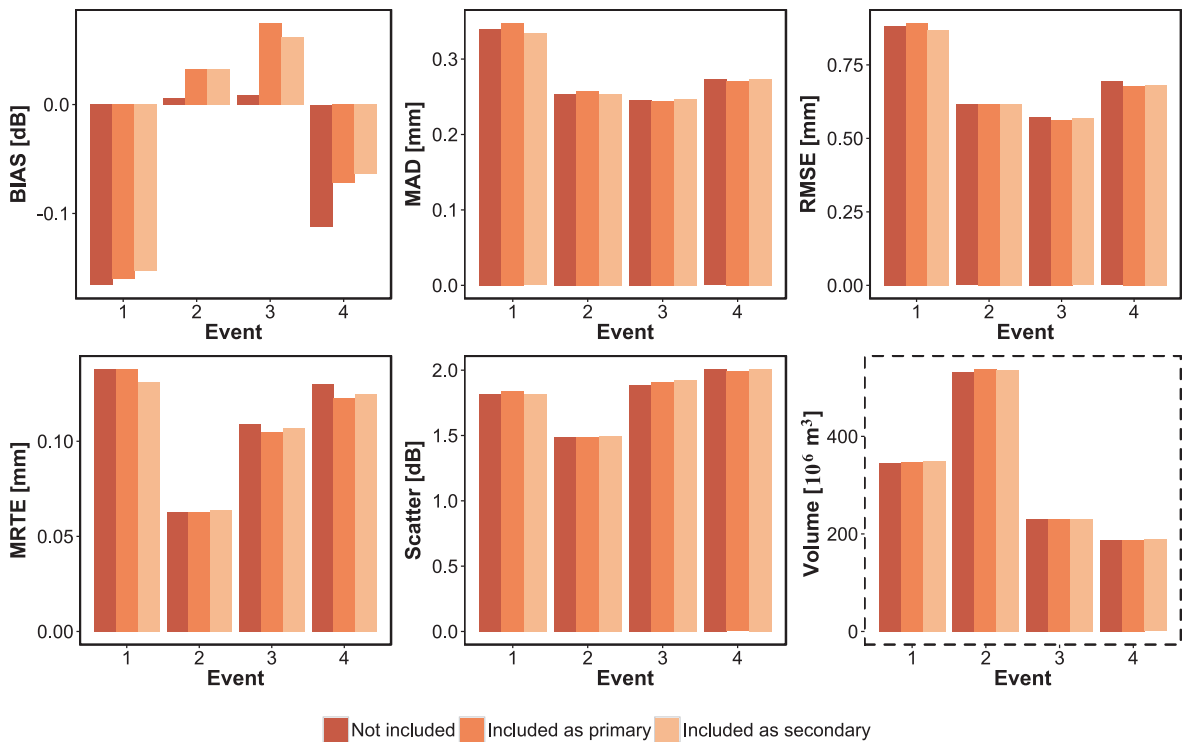 BIAS [dB]
0.0
-0.1
1 2 3 4
Event
MAD [mm]
0.3
0.2
0.1
0.0
1 2 3 4
Event
RMSE [mm]
0.75
0.50
0.25
0.00
1 2 3 4
Event
MRTE [mm]
0.10
0.05
0.00
1 2 3 4
Event
Scatter [dB]
2.0
1.5
1.0
0.5
0.0
1 2 3 4
Event
Volume [10⁶ m³]
400
200
0
1 2 3 4
Event
Not included Included as primary Included as secondary